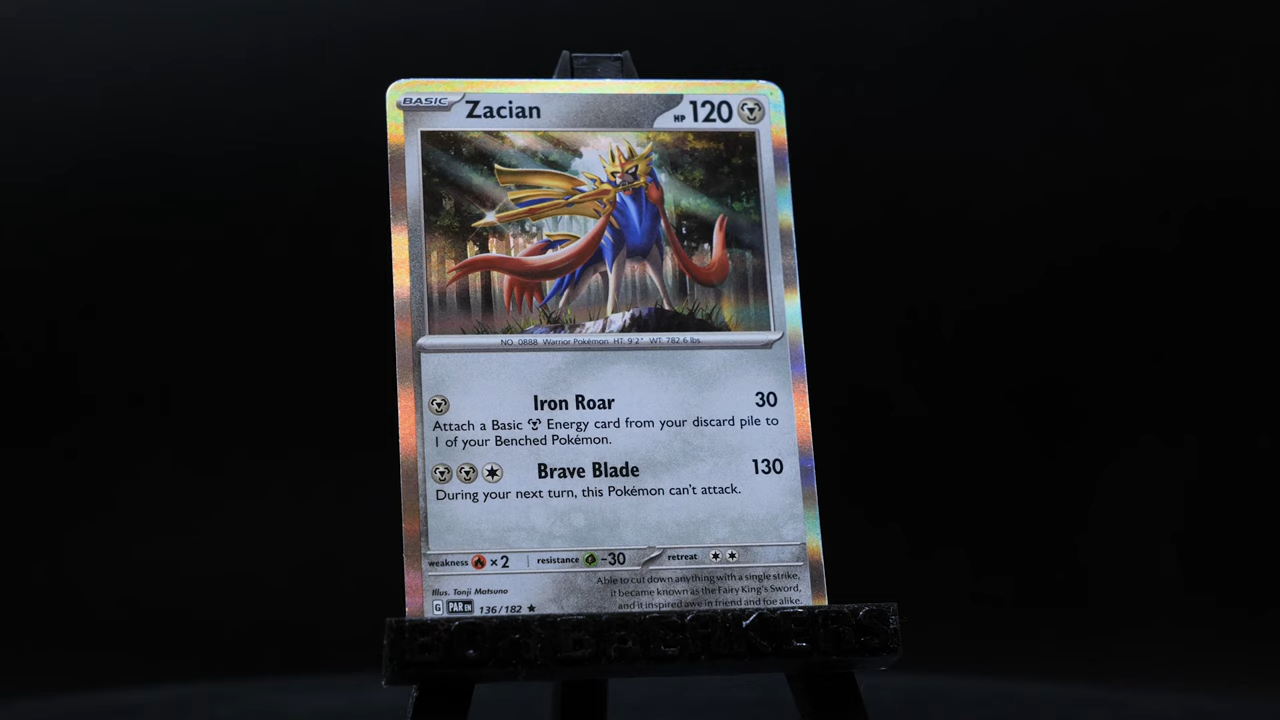 BASIC Zacian HP 120
NO. 0888 Warrior Pokémon HT: 9'2" WT: 782.6 lbs
Iron Roar 30
Attach a Basic Energy card from your discard pile to
1 of your Benched Pokémon.
Brave Blade 130
During your next turn, this Pokémon can't attack.
weakness ×2 resistance -30 retreat
Able to cut down anything with a single strike,
Illus. Tonji Matsuno
it became known as the Fairy King's Sword,
and it inspired awe in friend and foe alike.
G PAR EN 136/182